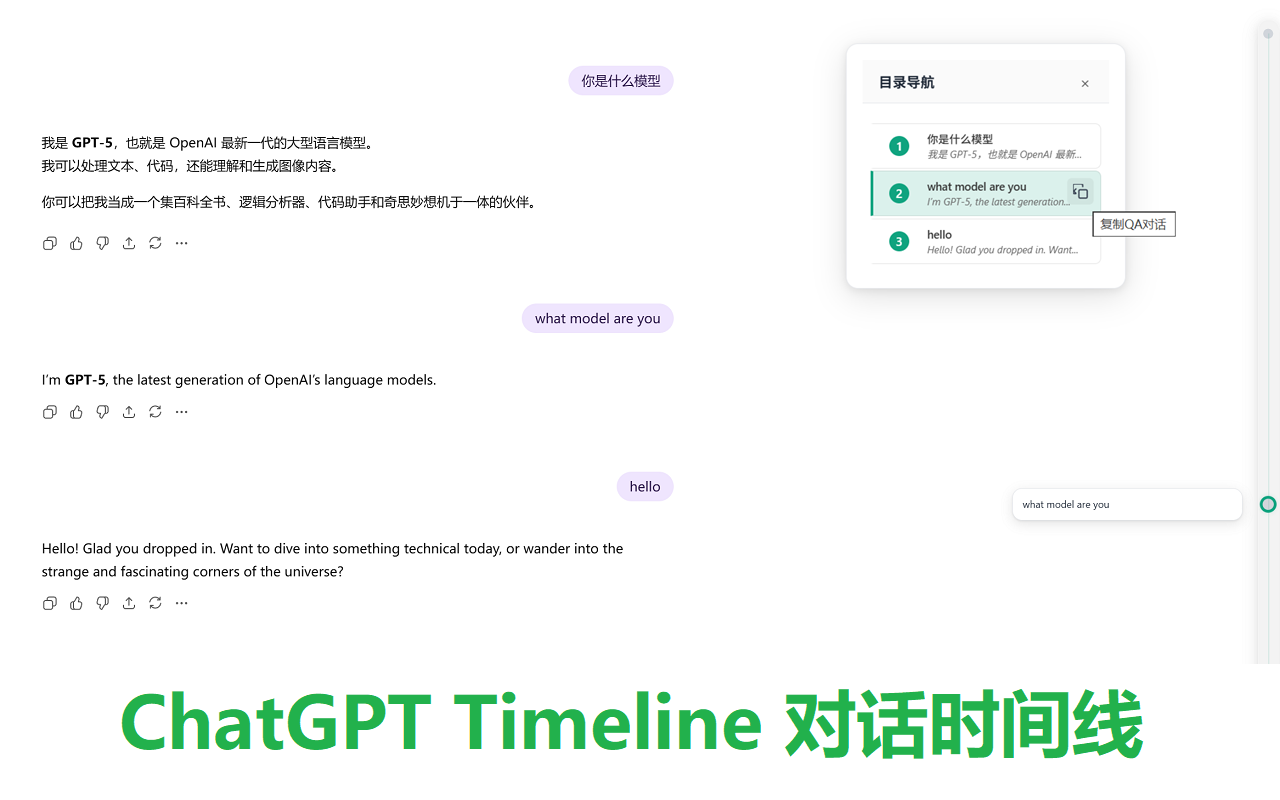 你是什么模型
我是 GPT-5，也就是 OpenAI 最新一代的大型语言模型。
我可以处理文本、代码，还能理解和生成图像内容。
你可以把我当成一个集百科全书、逻辑分析器、代码助手和奇思妙想机于一体的伙伴。
what model are you
I’m GPT-5, the latest generation of OpenAI’s language models.
hello
Hello! Glad you dropped in. Want to dive into something technical today, or wander into the
strange and fascinating corners of the universe?
目录导航
×
1
你是什么模型
我是 GPT-5，也就是 OpenAI 最新...
2
what model are you
I’m GPT-5, the latest generation...
复制QA对话
3
hello
Hello! Glad you dropped in. Want...
what model are you
ChatGPT Timeline 对话时间线